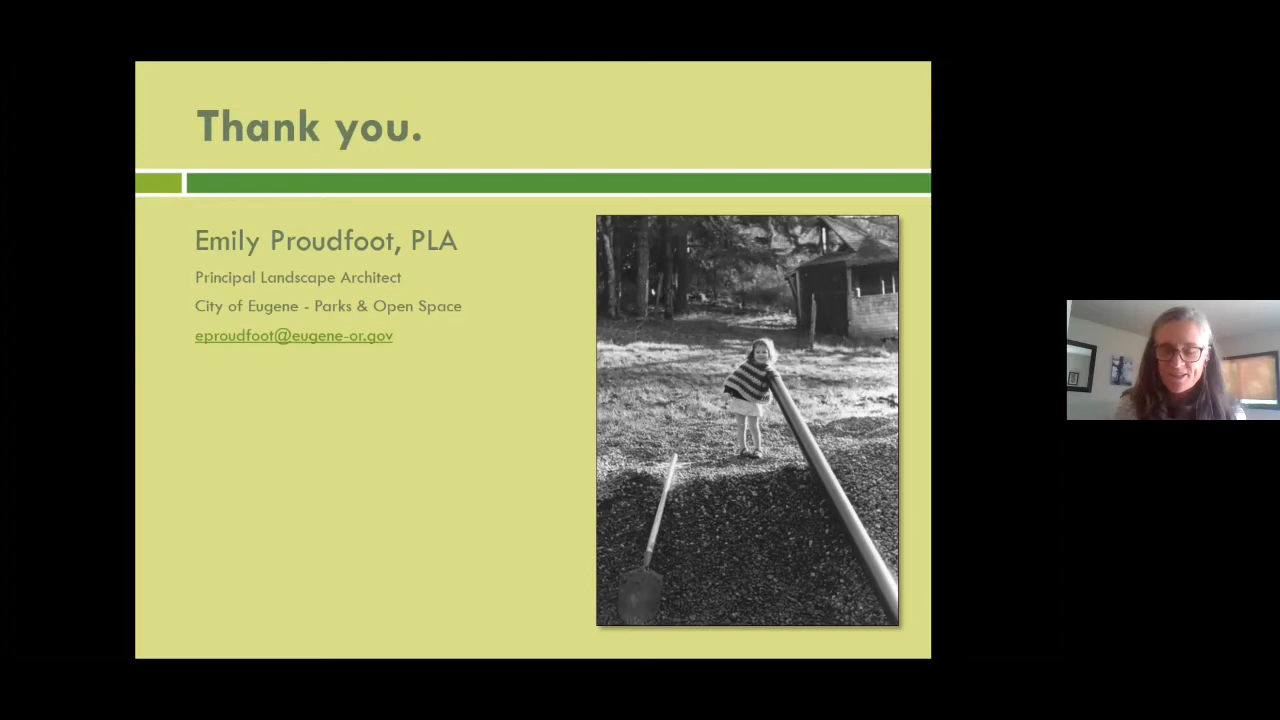 Thank you.
Emily Proudfoot, PLA
Principal Landscape Architect
City of Eugene - Parks & Open Space
eproudfoot@eugene-or.gov